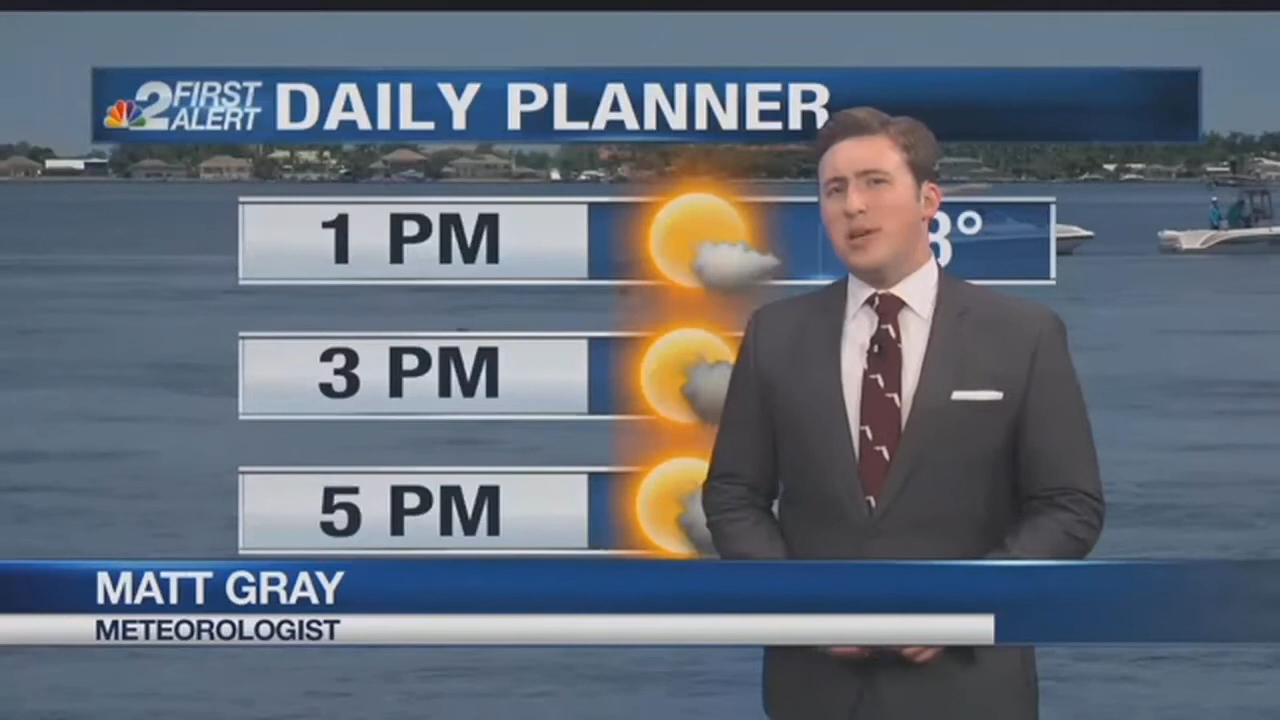 2 FIRST ALERT DAILY PLANNER
1 PM
3 PM
5 PM
MATT GRAY
METEOROLOGIST